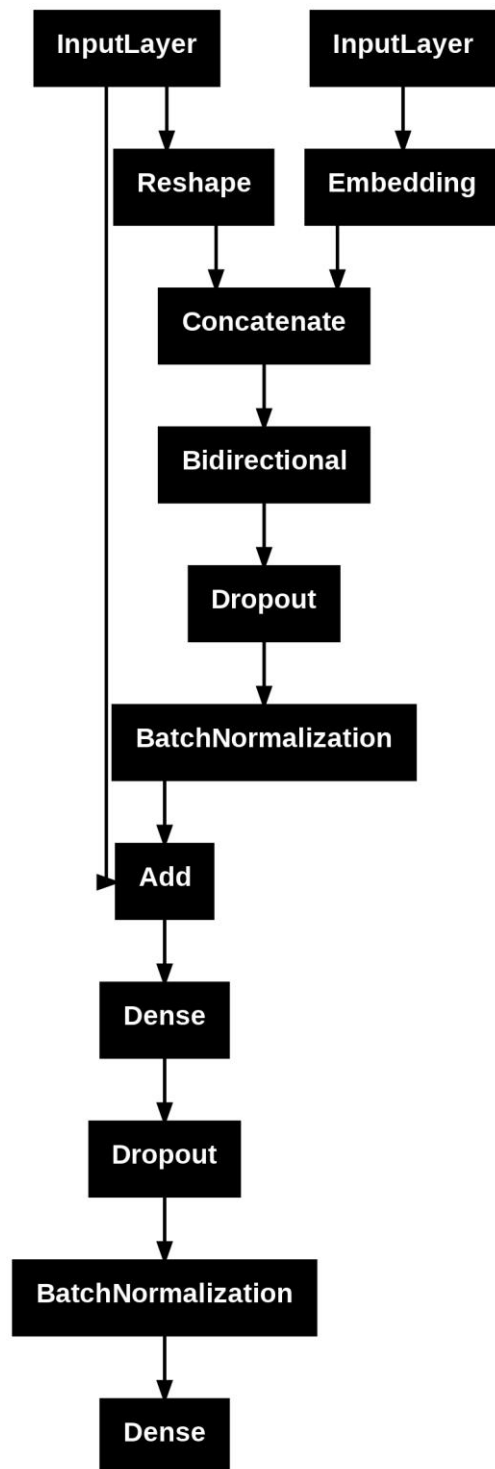 InputLayer
InputLayer
Reshape
Embedding
Concatenate
Bidirectional
Dropout
BatchNormalization
Add
Dense
Dropout
BatchNormalization
Dense